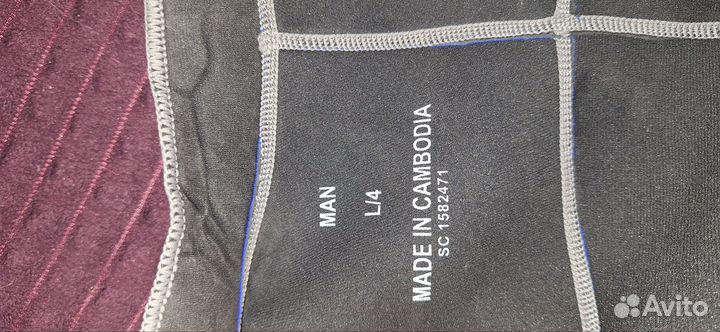 MAN
L/4
MADE IN CAMBODIA
SC 1582471
Avito